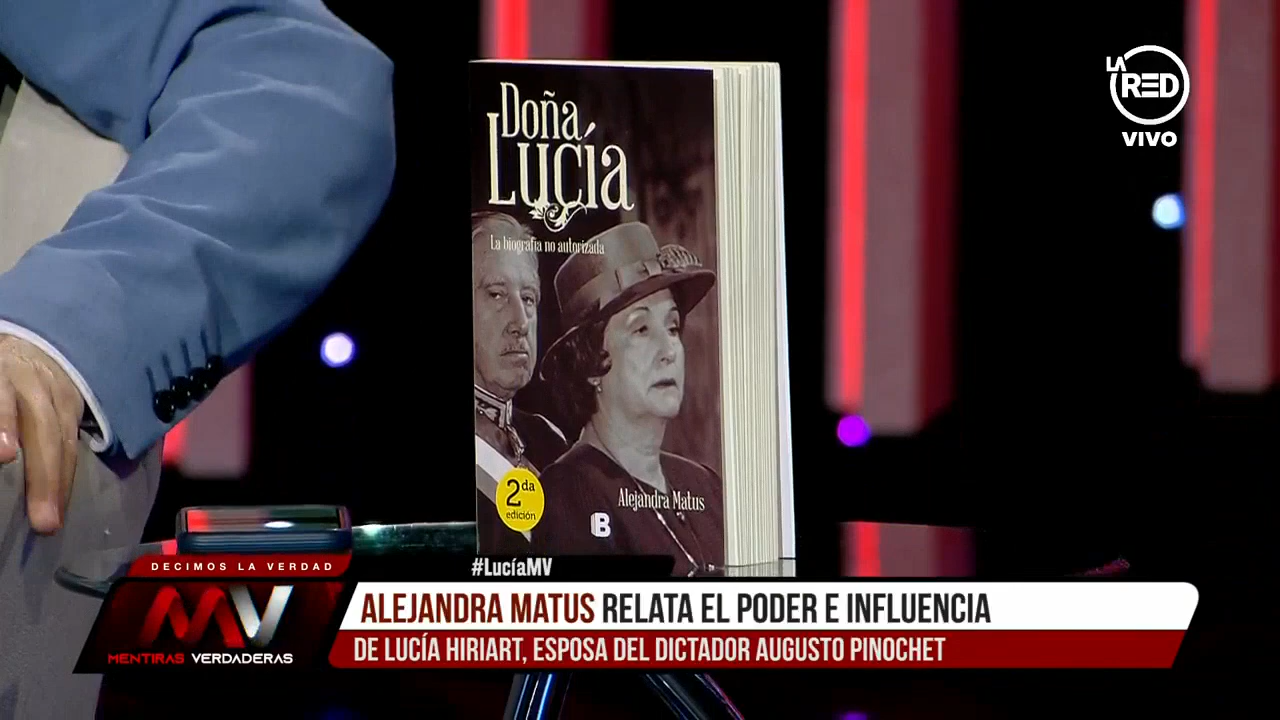 LA
RED
VIVO
Doña
Lucía
La biografía no autorizada
2da
edición
Alejandra Matus
B
#LucíaMV
DECIMOS LA VERDAD
MV
MENTIRAS VERDADERAS
ALEJANDRA MATUS RELATA EL PODER E INFLUENCIA
DE LUCÍA HIRIART, ESPOSA DEL DICTADOR AUGUSTO PINOCHET